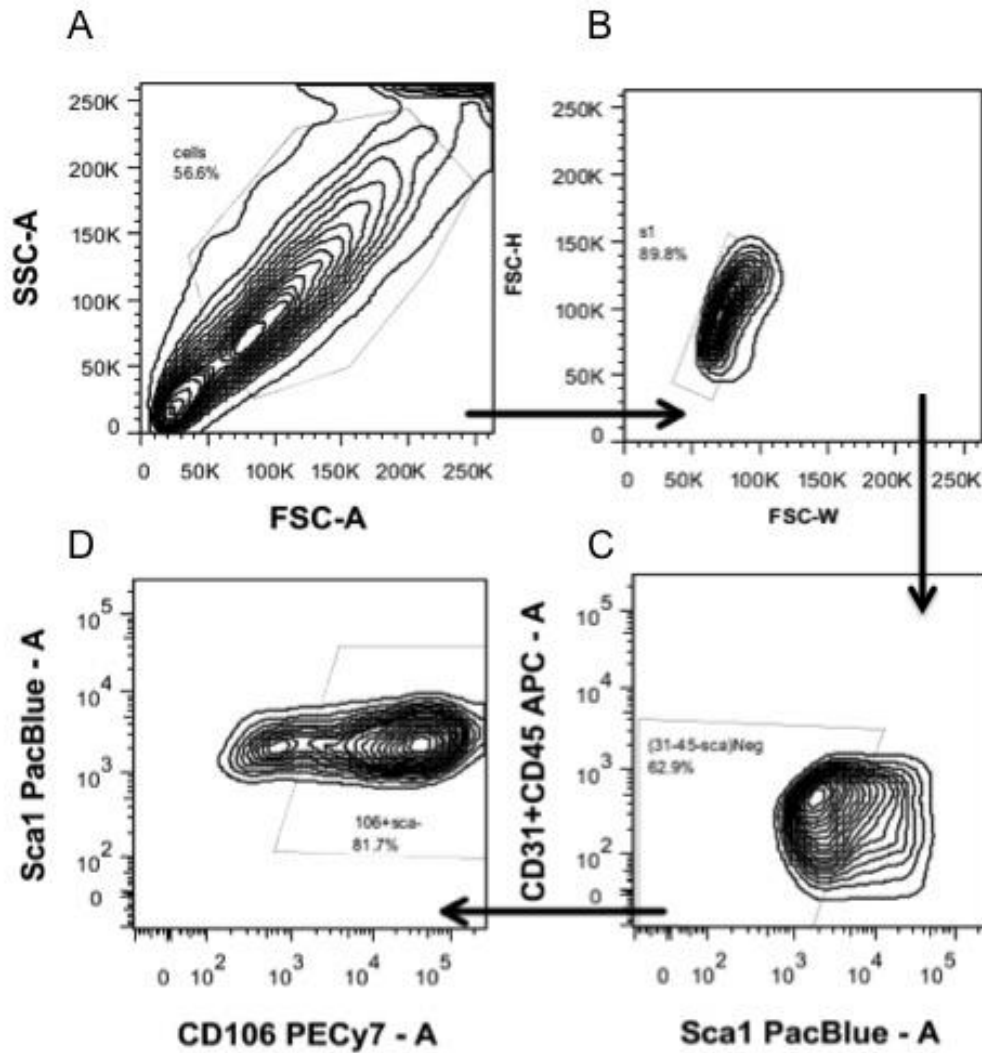 A
B
250K
200K
150K
100K
50K
0
SSC-A
cells
56.6%
0 50K 100K 150K 200K 250K
FSC-A
250K
200K
150K
100K
50K
0
FSC-H
s1
89.8%
0 50K 100K 150K 200K 250K
FSC-W
D
C
10^5
10^4
10^3
10^2
0
Sca1 PacBlue - A
106+sca-
81.7%
0 10^2 10^3 10^4 10^5
CD106 PECy7 - A
10^5
10^4
10^3
10^2
0
CD31+CD45 APC - A
(31-45-sca)Neg
62.9%
0 10^2 10^3 10^4 10^5
Sca1 PacBlue - A